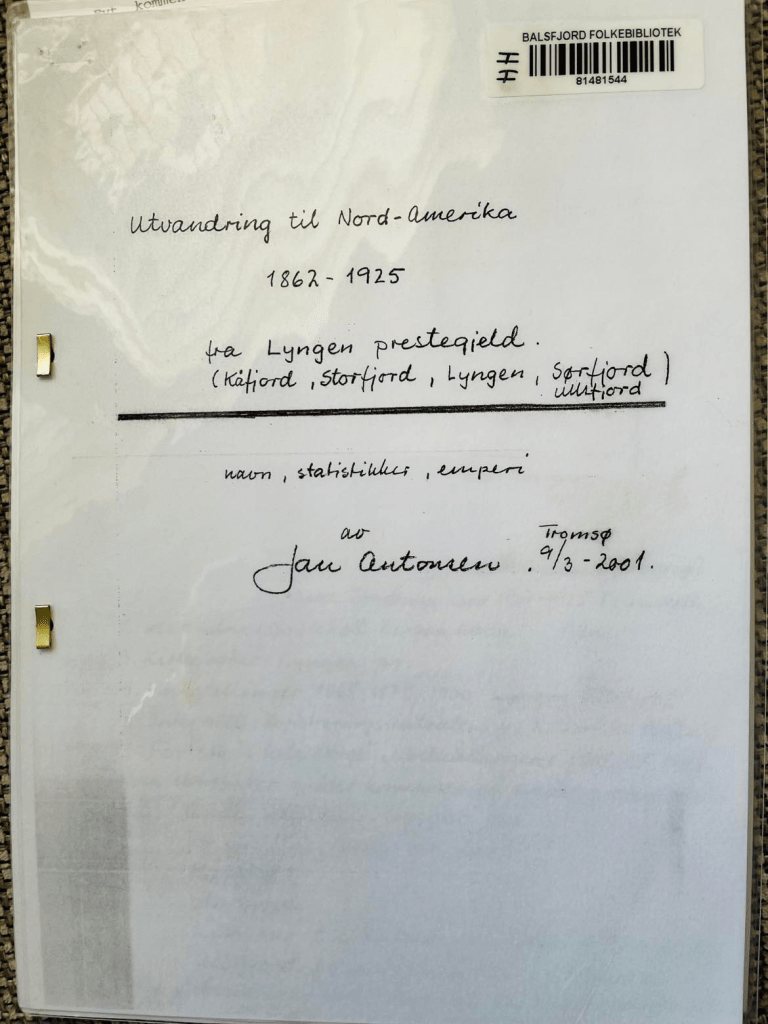 BALSFJORD FOLKEBIBLIOTEK
HH
81481544
Utvandring til Nord-Amerika
1862-1925
fra Lyngen prestegjeld.
(Kåfjord, Storfjord, Lyngen, Sørfjord)
Ullsfjord
navn, statistikker, emperi
av
Tromsø
Jan Antonsen. 9/3-2001.